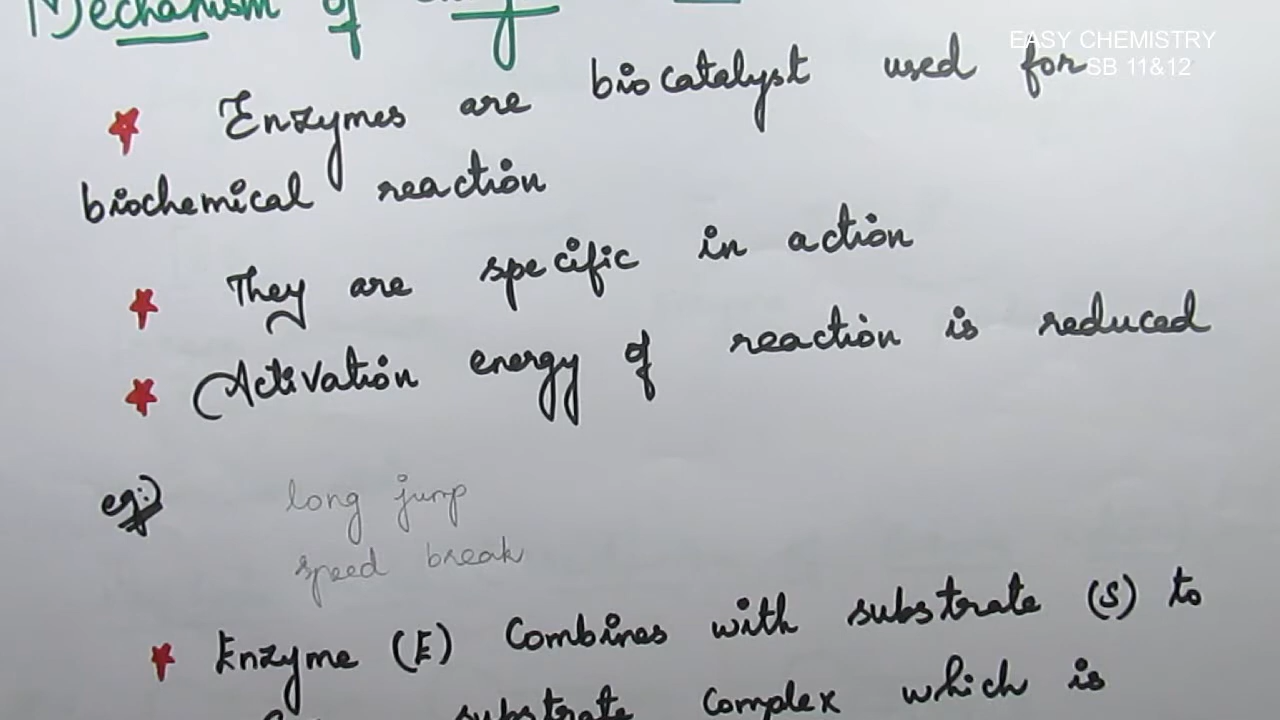 Mechanism of
EASY CHEMISTRY
SB 11&12
Enzymes are biocatalyst used for
biochemical reaction
They are specific in action
Activation energy of reaction is reduced
eg:)
long jump
speed break
Enzyme (E) Combines with substrate (S) to
substrate complex which is